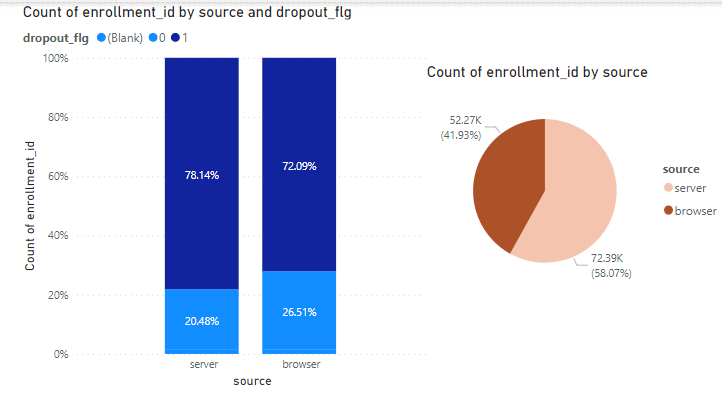 Count of enrollment_id by source and dropout_flg
dropout_flg (Blank) 0 1
100%
80%
60%
40%
20%
0%
Count of enrollment_id
78.14%
72.09%
20.48%
26.51%
server browser
source
Count of enrollment_id by source
52.27K
(41.93%)
72.39K
(58.07%)
source
server
browser